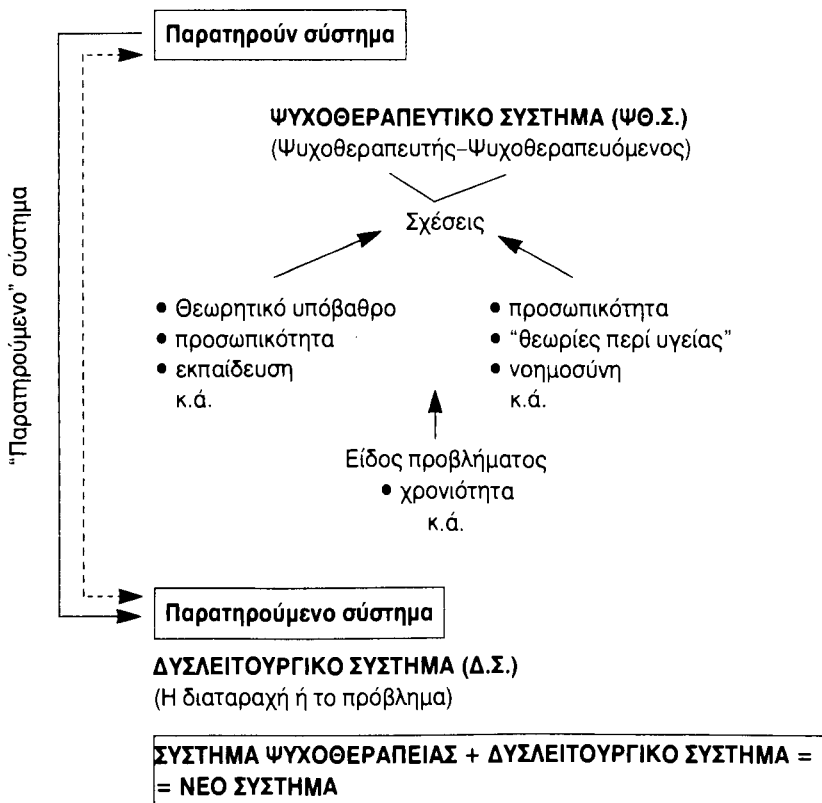 Παρατηρούν σύστημα
ΨΥΧΟΘΕΡΑΠΕΥΤΙΚΟ ΣΥΣΤΗΜΑ (ΨΘ.Σ.)
(Ψυχοθεραπευτής–Ψυχοθεραπευόμενος)
Σχέσεις
"Παρατηρούμενο" σύστημα
• Θεωρητικό υπόβαθρο
• προσωπικότητα
• εκπαίδευση
κ.ά.
• προσωπικότητα
• "θεωρίες περί υγείας"
• νοημοσύνη
κ.ά.
Είδος προβλήματος
• χρονιότητα
κ.ά.
Παρατηρούμενο σύστημα
ΔΥΣΛΕΙΤΟΥΡΓΙΚΟ ΣΥΣΤΗΜΑ (Δ.Σ.)
(Η διαταραχή ή το πρόβλημα)
ΣΥΣΤΗΜΑ ΨΥΧΟΘΕΡΑΠΕΙΑΣ + ΔΥΣΛΕΙΤΟΥΡΓΙΚΟ ΣΥΣΤΗΜΑ =
= ΝΕΟ ΣΥΣΤΗΜΑ